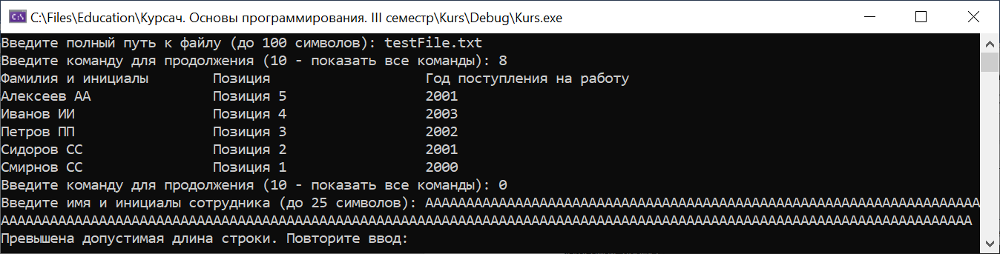 C:\Files\Education\Курсач. Основы программирования. III семестр\Kurs\Debug\Kurs.exe
Введите полный путь к файлу (до 100 символов): testFile.txt
Введите команду для продолжения (10 - показать все команды): 8
Фамилия и инициалы Позиция Год поступления на работу
Алексеев АА Позиция 5 2001
Иванов ИИ Позиция 4 2003
Петров ПП Позиция 3 2002
Сидоров СС Позиция 2 2001
Смирнов СС Позиция 1 2000
Введите команду для продолжения (10 - показать все команды): 0
Введите имя и инициалы сотрудника (до 25 символов): АААААААААААААААААААААААААААААААААААААААААААААААААААААААААААААААААААА
ААААААААААААААААААААААААААААААААААААААААААААААААААААААААААААААААААААААААААААААААААААААААААААААААААААААААААААААААААААААА
Превышена допустимая длина строки. Повторите ввод: